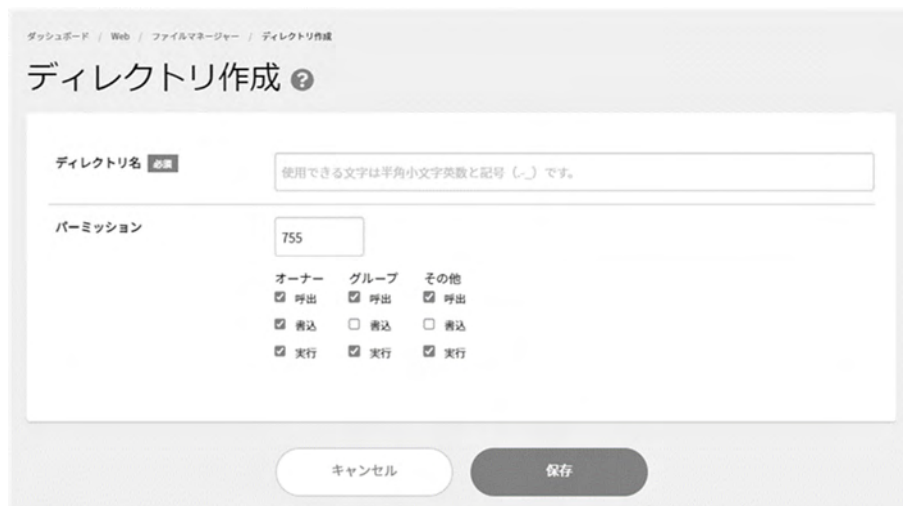 ダッシュボード / Web / ファイルマネージャー / ディレクトリ作成
ディレクトリ作成 ?
ディレクトリ名 必須
使用できる文字は半角小文字英数と記号（.-_）です。
パーミッション
755
オーナー グループ その他
呼出 呼出 呼出
書込 書込 書込
実行 実行 実行
キャンセル 保存